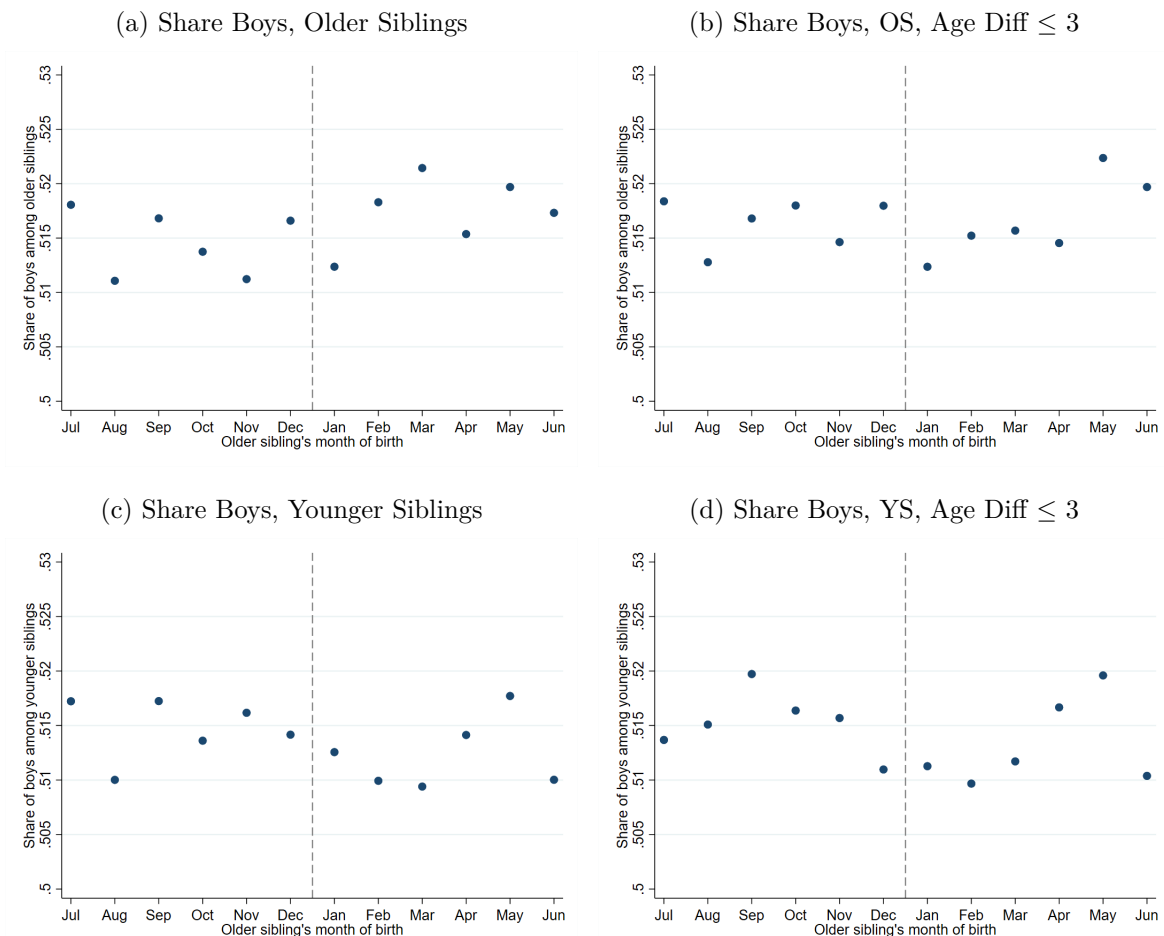 (a) Share Boys, Older Siblings
Share of boys among older siblings
.53
.525
.52
.515
.51
.505
.5
Jul Aug Sep Oct Nov Dec Jan Feb Mar Apr May Jun
Older sibling's month of birth
(b) Share Boys, OS, Age Diff ≤ 3
Share of boys among older siblings
.53
.525
.52
.515
.51
.505
.5
Jul Aug Sep Oct Nov Dec Jan Feb Mar Apr May Jun
Older sibling's month of birth
(c) Share Boys, Younger Siblings
Share of boys among younger siblings
.53
.525
.52
.515
.51
.505
.5
Jul Aug Sep Oct Nov Dec Jan Feb Mar Apr May Jun
Older sibling's month of birth
(d) Share Boys, YS, Age Diff ≤ 3
Share of boys among younger siblings
.53
.525
.52
.515
.51
.505
.5
Jul Aug Sep Oct Nov Dec Jan Feb Mar Apr May Jun
Older sibling's month of birth